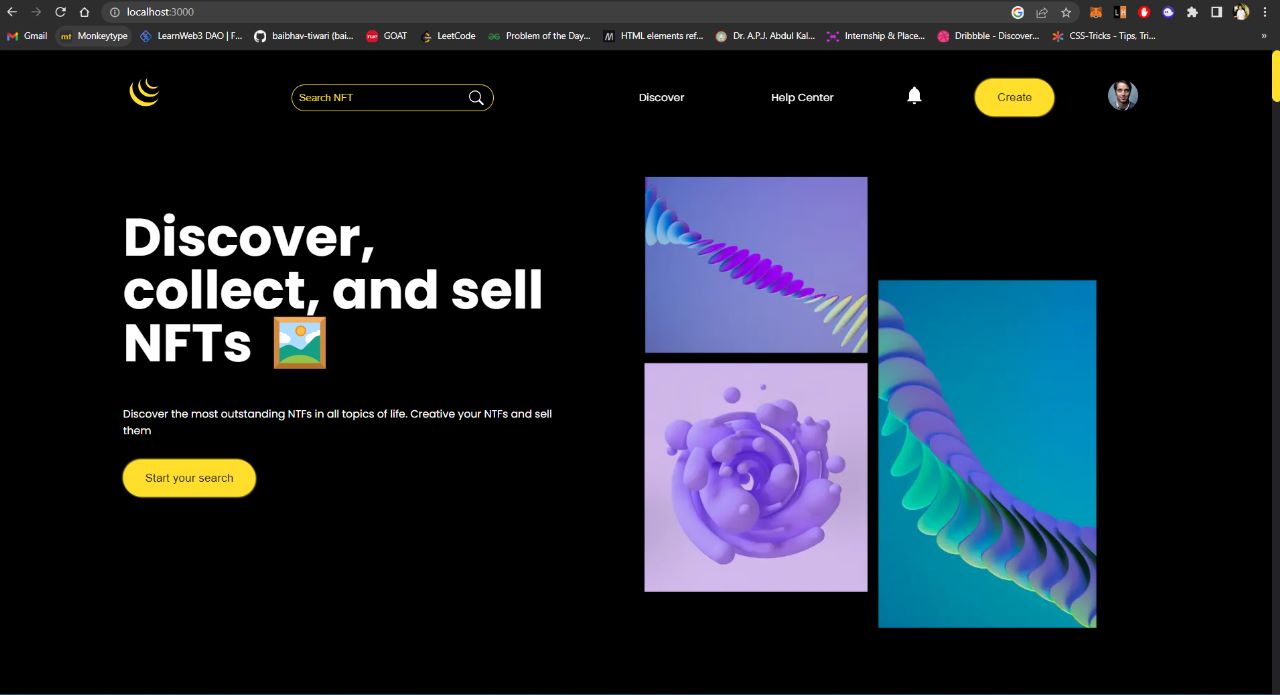 localhost:3000
Gmail
mt Monkeytype
LearnWeb3 DAO | F...
baibhav-tiwari (bai...
GOAT
LeetCode
Problem of the Day...
HTML elements ref...
Dr. A.P.J. Abdul Kal...
Internship & Place...
Dribbble - Discover...
CSS-Tricks - Tips, Tri...
»
Search NFT
Discover
Help Center
Create
Discover,
collect, and sell
NFTs
Discover the most outstanding NTFs in all topics of life. Creative your NTFs and sell
them
Start your search